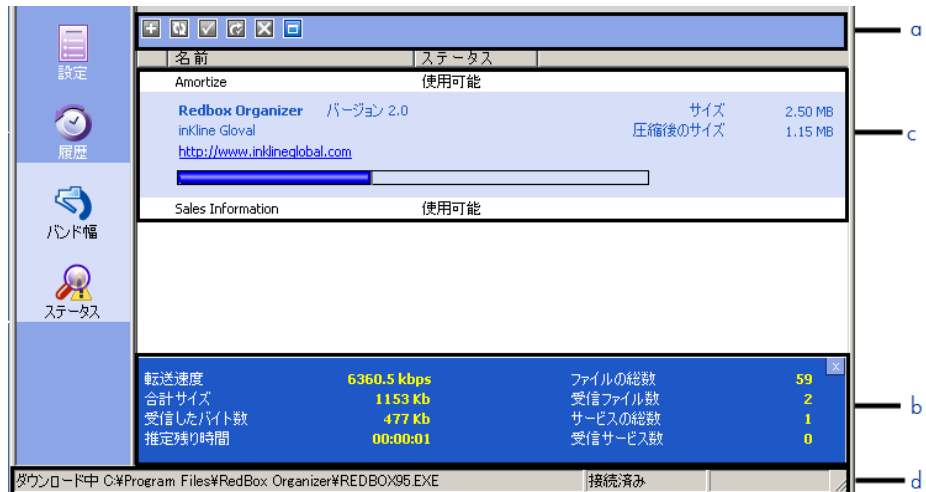 a
名前 ステータス
設定
Amortize 使用可能
Redbox Organizer バージョン 2.0 サイズ 2.50 MB
inKline Gloval 圧縮後のサイズ 1.15 MB
c
履歴
http://www.inklineglobal.com
Sales Information 使用可能
バンド幅
ステータス
転送速度 6360.5 kbps ファイルの総数 59
合計サイズ 1153 Kb 受信ファイル数 2
b
受信したバイト数 477 Kb サービスの総数 1
推定残り時間 00:00:01 受信サービス数 0
ダウンロード中 C:¥Program Files¥RedBox Organizer¥REDBOX95.EXE 接続済み
d